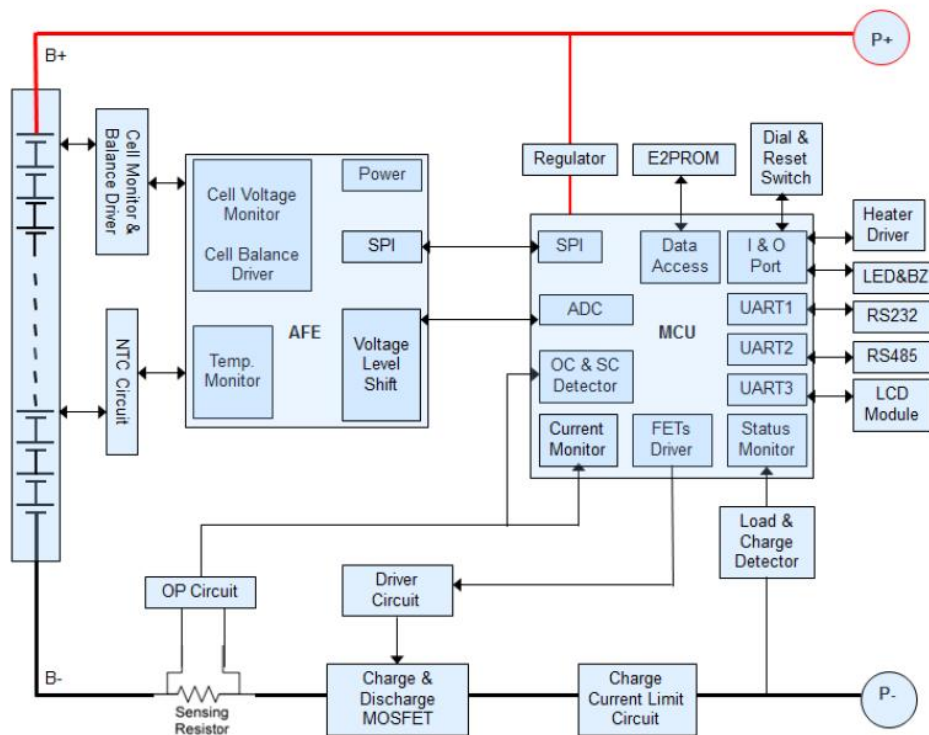 B+
P+
Cell Monitor &
Balance Driver
Cell Voltage
Monitor
Cell Balance
Driver
Power
SPI
AFE
Temp.
Monitor
Voltage
Level
Shift
NTC Circuit
Regulator
E2PROM
Dial &
Reset
Switch
SPI
Data
Access
I & O
Port
Heater
Driver
LED&BZ
ADC
MCU
UART1
RS232
OC & SC
Detector
UART2
RS485
UART3
LCD
Module
Current
Monitor
FETs
Driver
Status
Monitor
Load &
Charge
Detector
OP Circuit
Driver
Circuit
B-
Sensing
Resistor
Charge &
Discharge
MOSFET
Charge
Current Limit
Circuit
P-